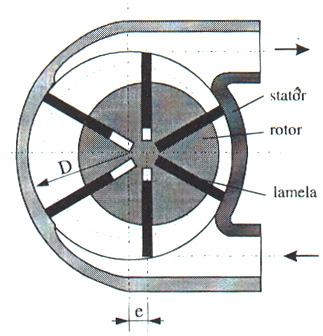 statôr
rotor
D
lamela
e